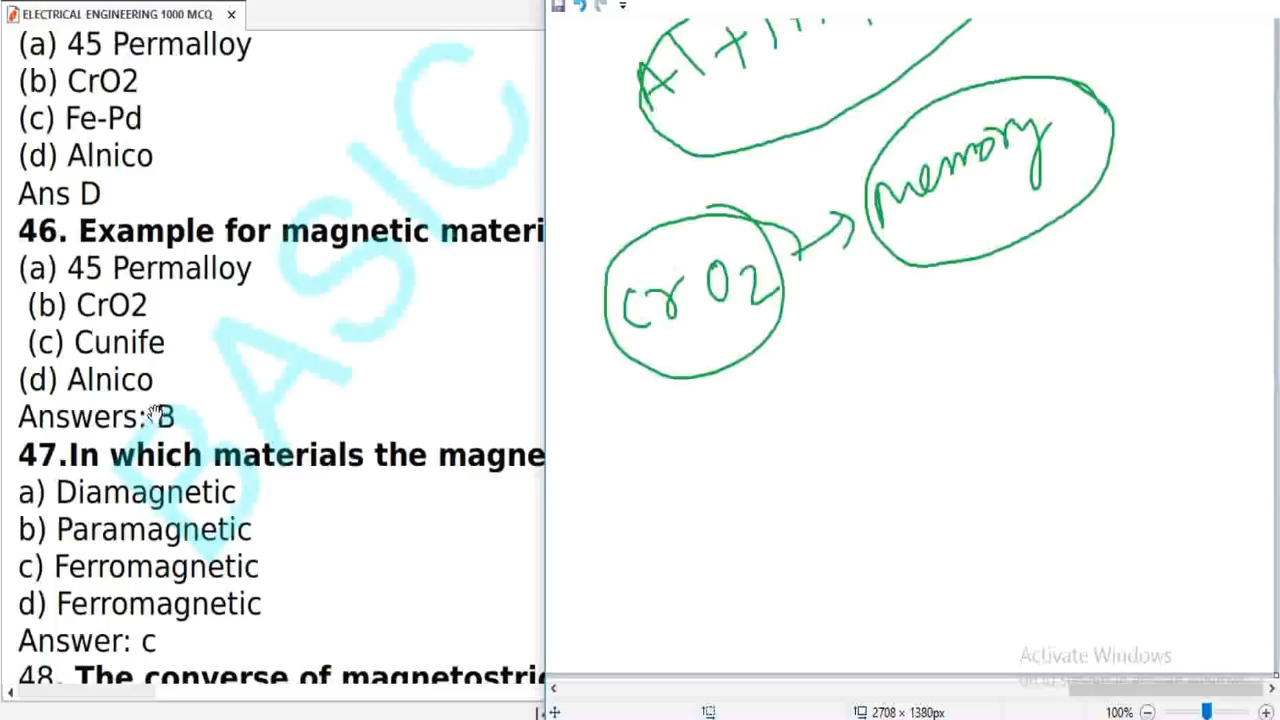 ELECTRICAL ENGINEERING 1000 MCQ
(a) 45 Permalloy
(b) CrO2
(c) Fe-Pd
(d) Alnico
Ans D
46. Example for magnetic materi
(a) 45 Permalloy
(b) CrO2
(c) Cunife
(d) Alnico
Answers: B
47.In which materials the magne
a) Diamagnetic
b) Paramagnetic
c) Ferromagnetic
d) Ferromagnetic
Answer: c
48. The converse of magnetostric
BASIC
memory
CrO2
Activate Windows
2708 × 1380px
100%